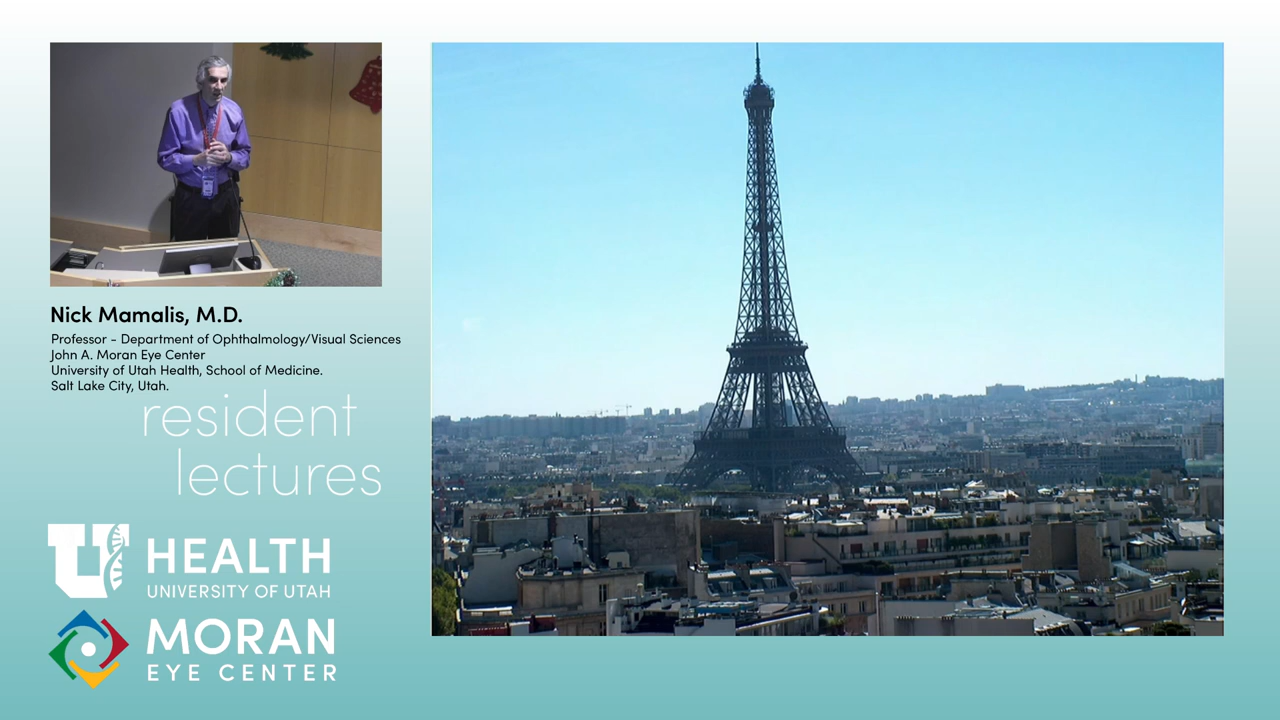 Nick Mamalis, M.D.
Professor - Department of Ophthalmology/Visual Sciences
John A. Moran Eye Center
University of Utah Health, School of Medicine.
Salt Lake City, Utah.
resident
lectures
U
HEALTH
UNIVERSITY OF UTAH
MORAN
EYE CENTER